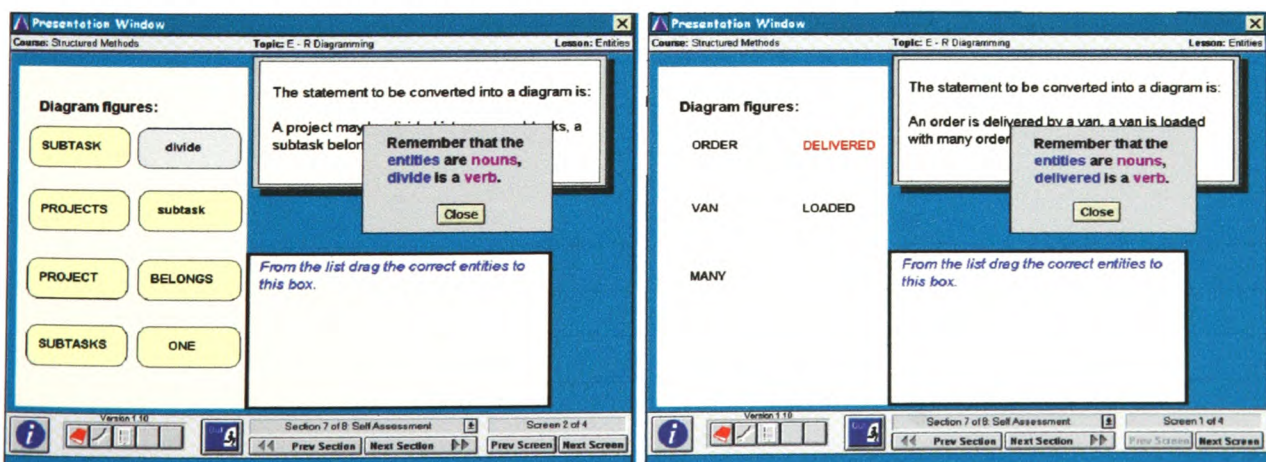 Presentation Window
Course: Structured Methods Topic: E - R Diagramming Lesson: Entities
Diagram figures:
SUBTASK divide
PROJECTS subtask
PROJECT BELONGS
SUBTASKS ONE
The statement to be converted into a diagram is:
A project may
subtask
Remember that the
entities are nouns,
divide is a verb.
Close
From the list drag the correct entities to
this box.
Version 1.10
Section 7 of 8: Self Assessment Screen 2 of 4
Prev Section Next Section Prev Screen Next Screen
Presentation Window
Course: Structured Methods Topic: E - R Diagramming Lesson: Entities
Diagram figures:
ORDER DELIVERED
VAN LOADED
MANY
The statement to be converted into a diagram is:
An order is delivered by a van, a van is loaded
with many order
Remember that the
entities are nouns,
delivered is a verb.
Close
From the list drag the correct entities to
this box.
Version 1.10
Section 7 of 8: Self Assessment Screen 1 of 4
Prev Section Next Section Prev Screen Next Screen